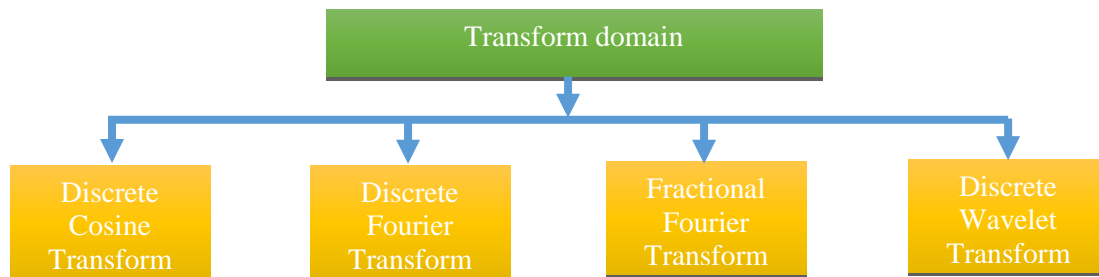 Transform domain
Discrete
Cosine
Transform
Discrete
Fourier
Transform
Fractional
Fourier
Transform
Discrete
Wavelet
Transform